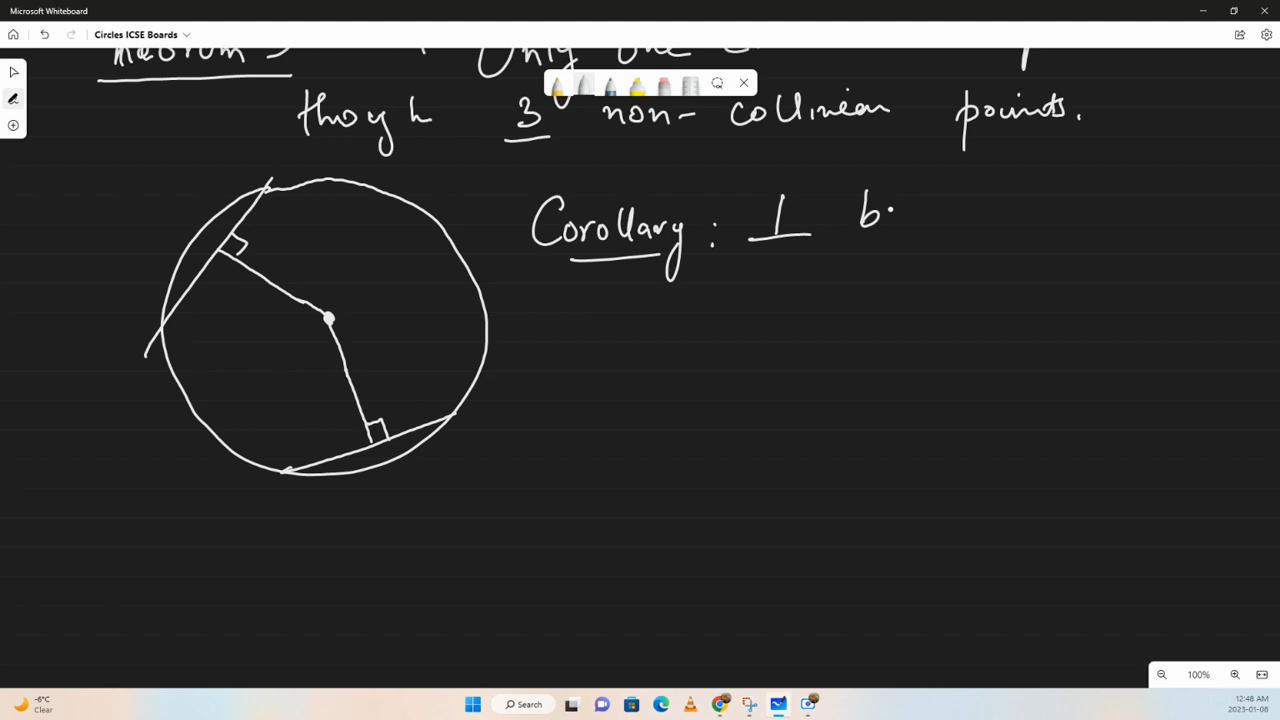 Microsoft Whiteboard
Circles ICSE Boards
Only one
though 3 non-collinear points.
Corollary : ⊥ b
100%
-6°C
Clear
Search
12:48 AM
2023-01-08